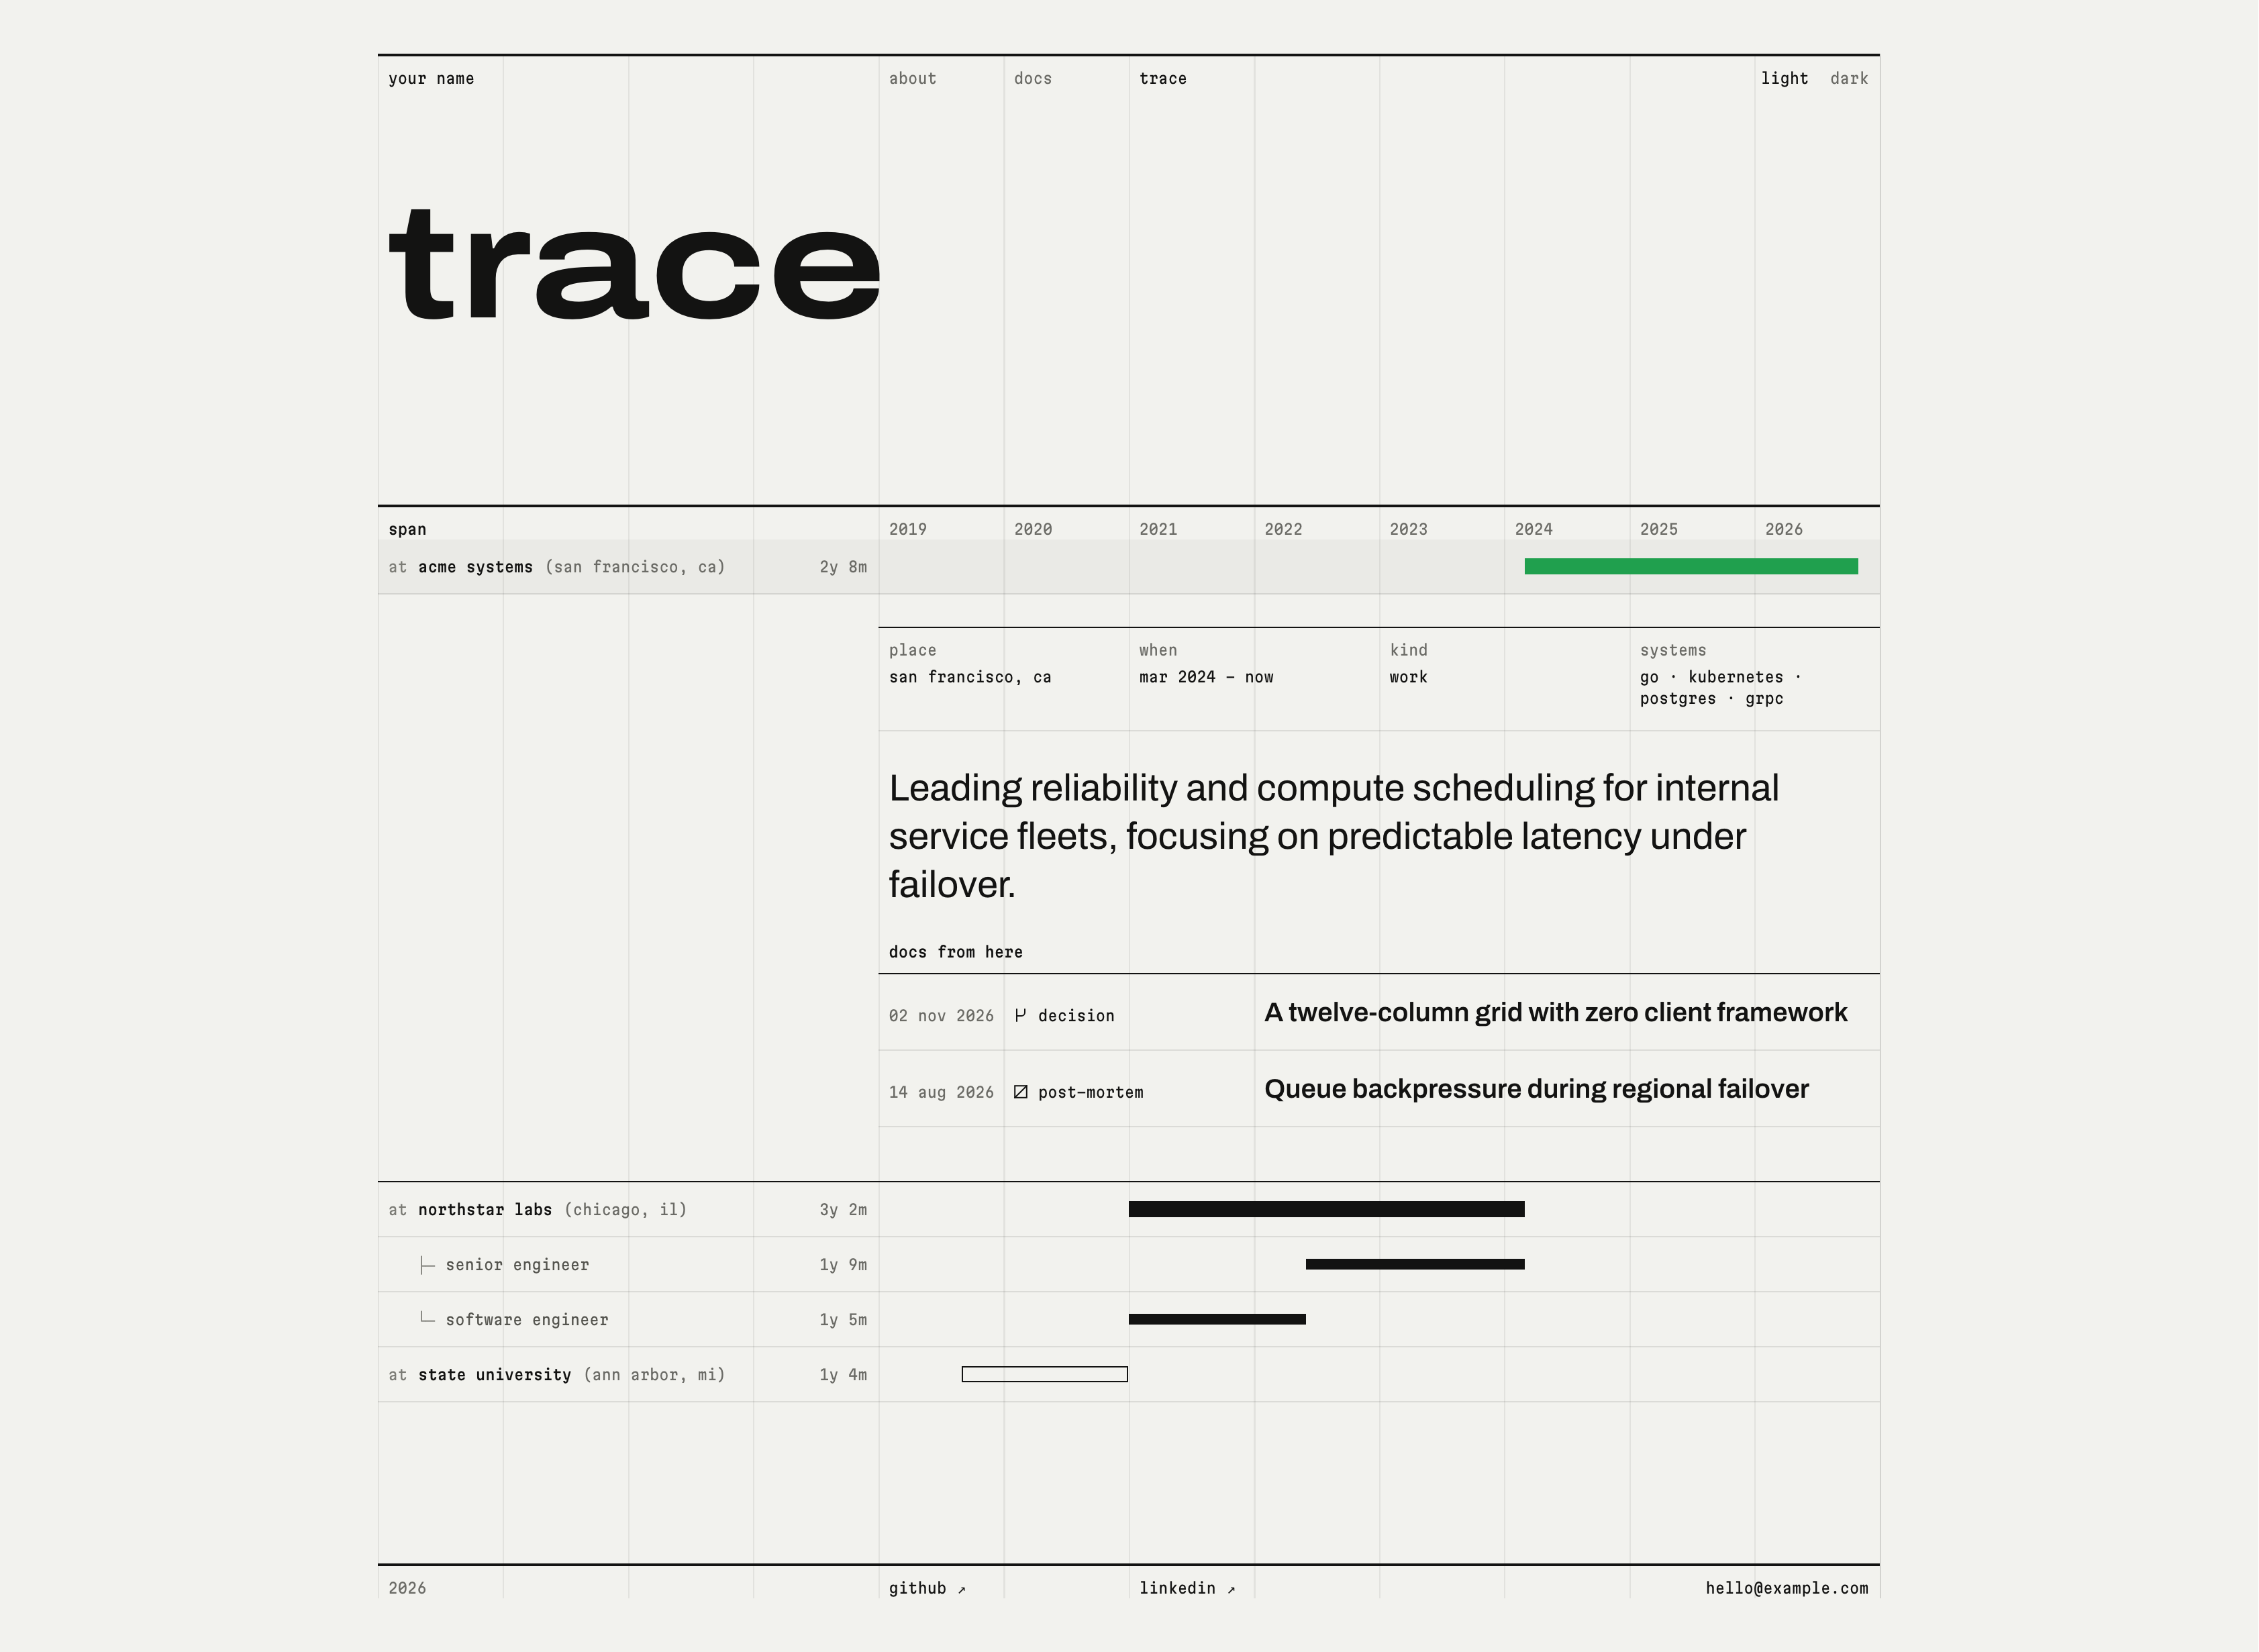 your name about docs trace light dark
trace
span 2019 2020 2021 2022 2023 2024 2025 2026
at acme systems (san francisco, ca) 2y 8m
place when kind systems
san francisco, ca mar 2024 – now work go · kubernetes ·
postgres · grpc
Leading reliability and compute scheduling for internal
service fleets, focusing on predictable latency under
failover.
docs from here
02 nov 2026 decision A twelve-column grid with zero client framework
14 aug 2026 post-mortem Queue backpressure during regional failover
at northstar labs (chicago, il) 3y 2m
├─ senior engineer 1y 9m
└─ software engineer 1y 5m
at state university (ann arbor, mi) 1y 4m
2026 github ↗ linkedin ↗ hello@example.com